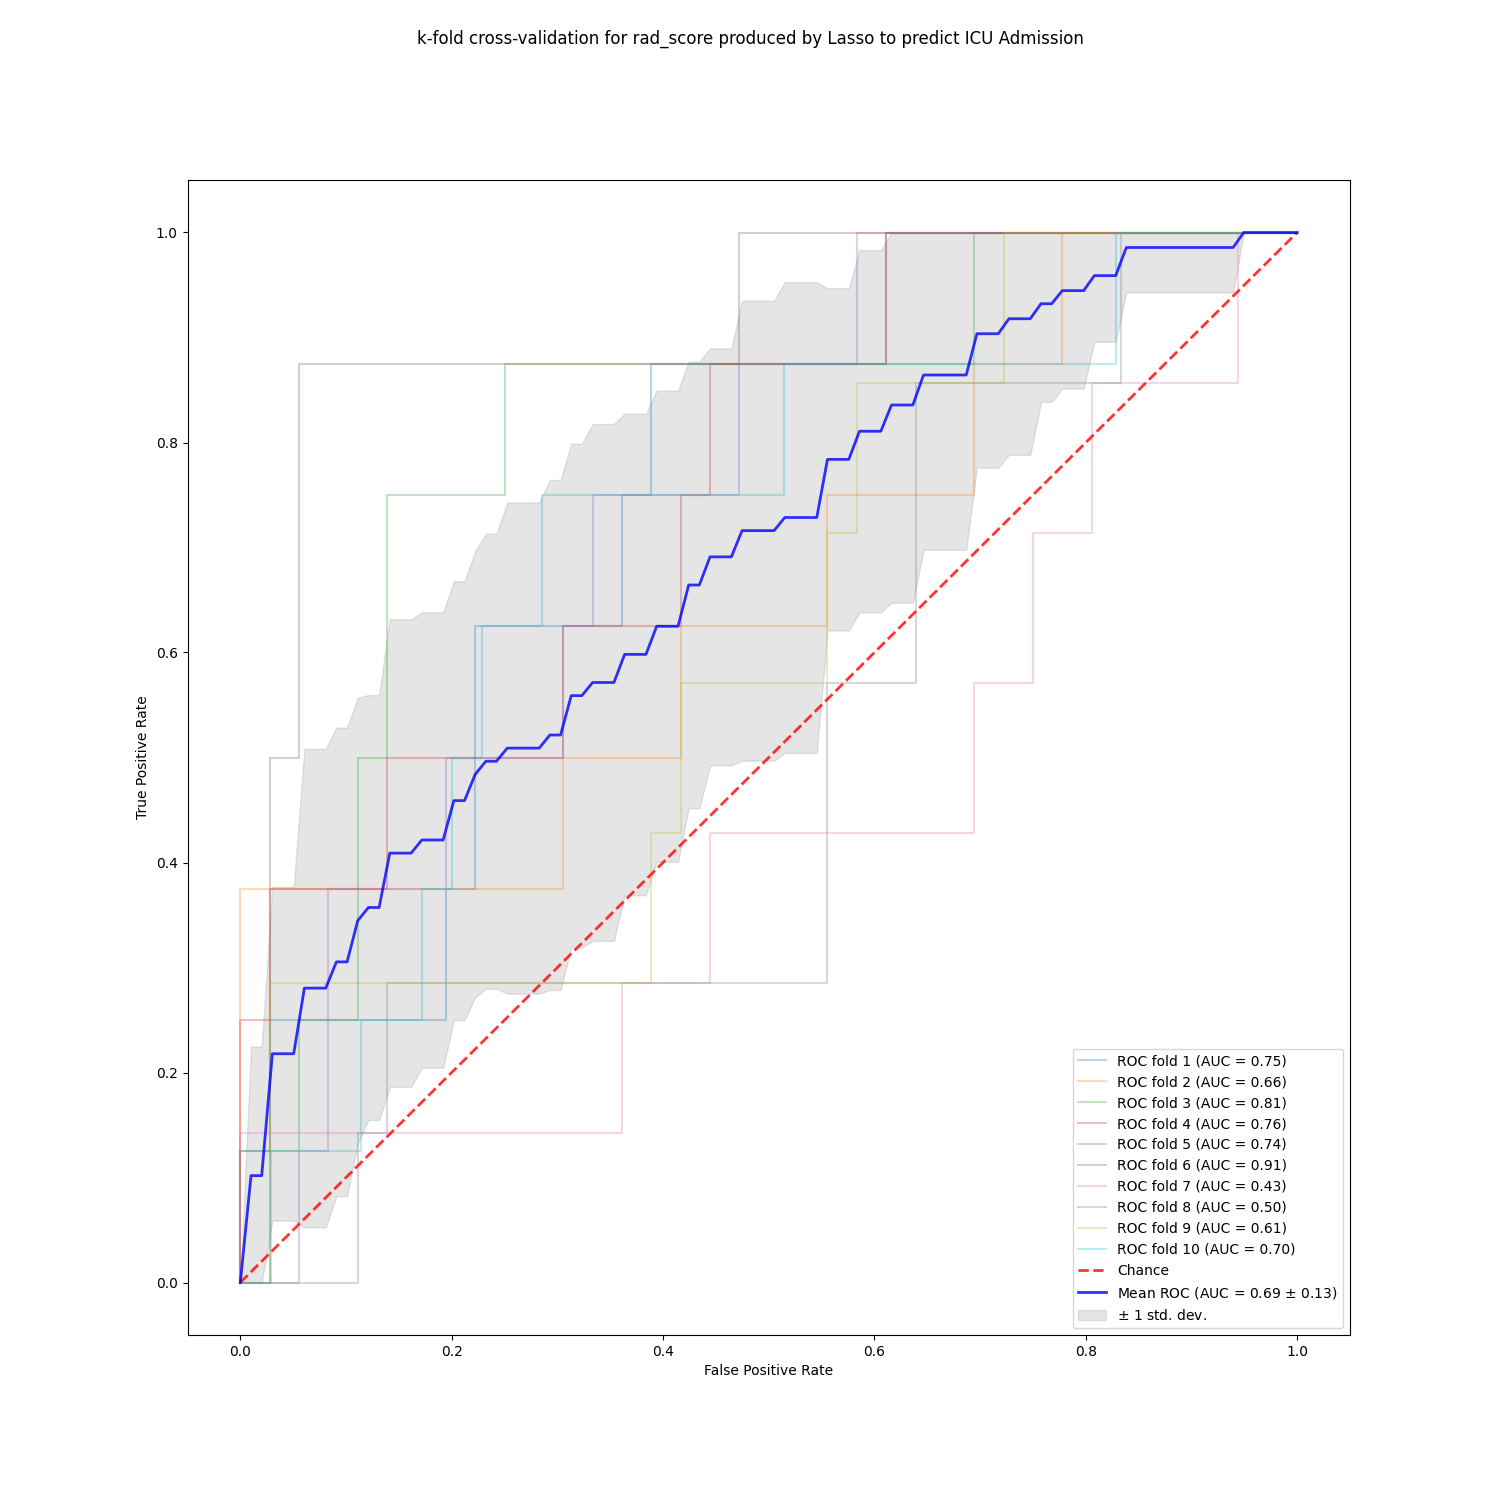 k-fold cross-validation for rad_score produced by Lasso to predict ICU Admission
1.0
0.8
0.6
0.4
0.2
0.0
True Positive Rate
ROC fold 1 (AUC = 0.75)
ROC fold 2 (AUC = 0.66)
ROC fold 3 (AUC = 0.81)
ROC fold 4 (AUC = 0.76)
ROC fold 5 (AUC = 0.74)
ROC fold 6 (AUC = 0.91)
ROC fold 7 (AUC = 0.43)
ROC fold 8 (AUC = 0.50)
ROC fold 9 (AUC = 0.61)
ROC fold 10 (AUC = 0.70)
Chance
Mean ROC (AUC = 0.69 ± 0.13)
± 1 std. dev.
0.0 0.2 0.4 0.6 0.8 1.0
False Positive Rate